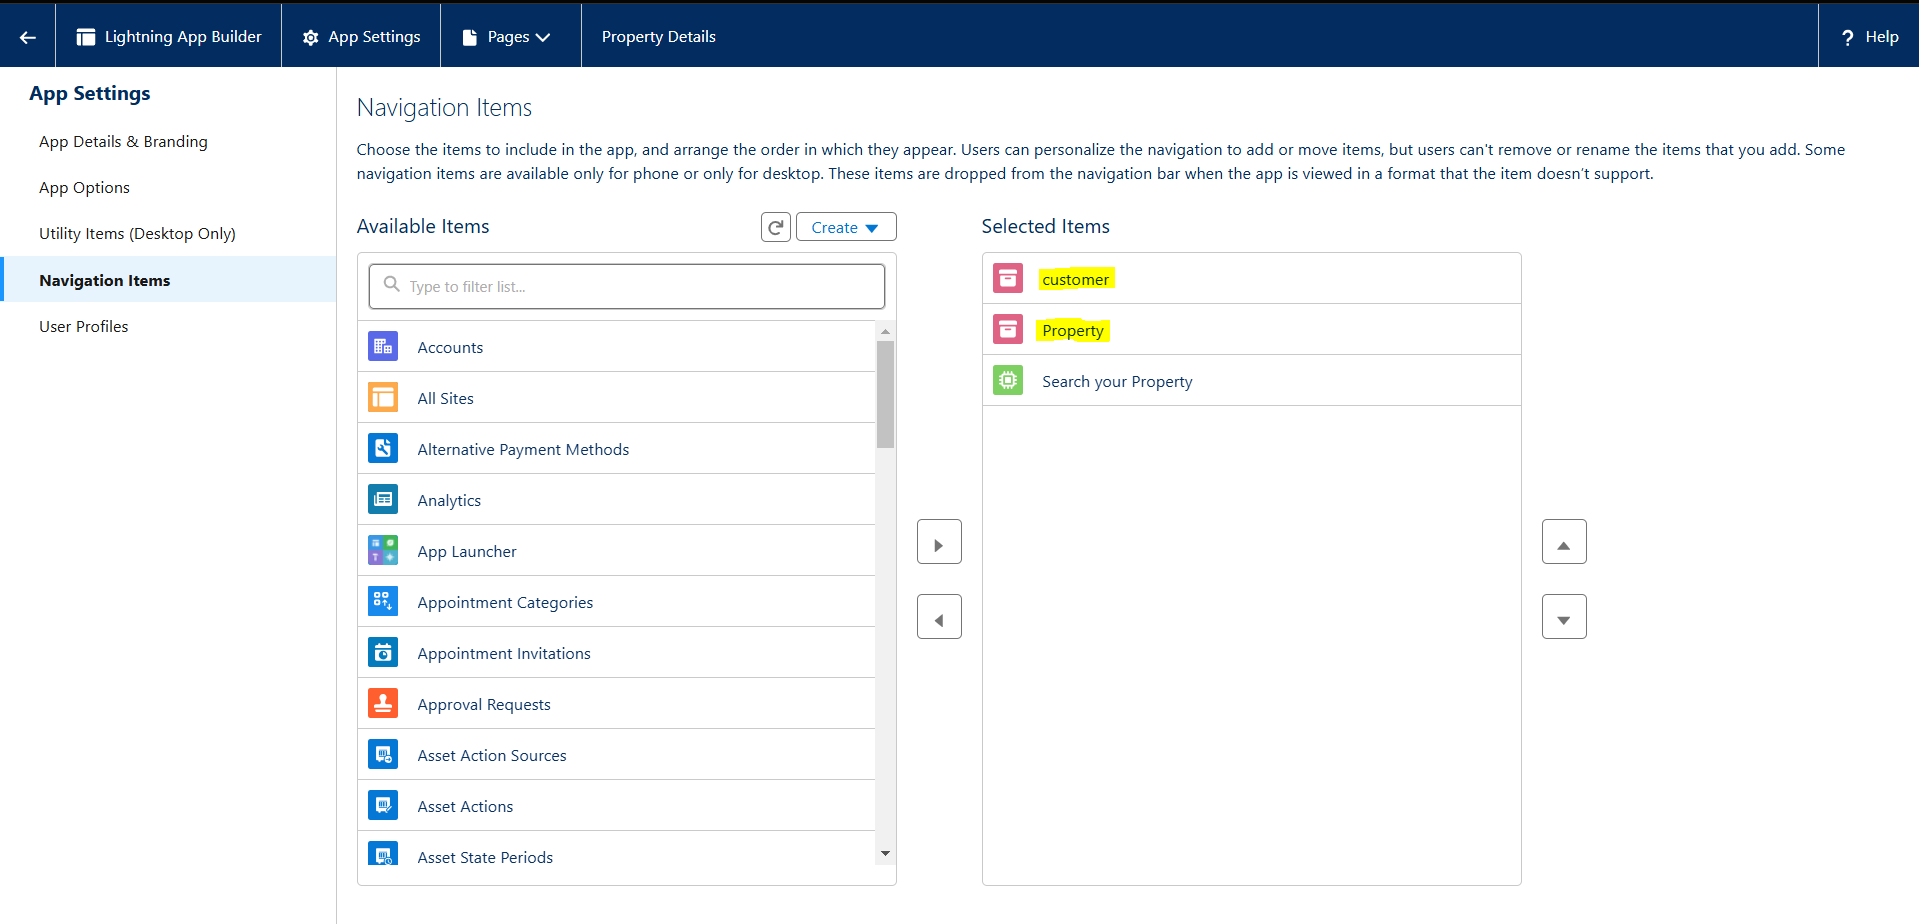 Lightning App Builder
App Settings
Pages
Property Details
? Help
App Settings
App Details & Branding
App Options
Utility Items (Desktop Only)
Navigation Items
User Profiles
Navigation Items
Choose the items to include in the app, and arrange the order in which they appear. Users can personalize the navigation to add or move items, but users can't remove or rename the items that you add. Some
navigation items are available only for phone or only for desktop. These items are dropped from the navigation bar when the app is viewed in a format that the item doesn't support.
Available Items
Create
Type to filter list...
Accounts
All Sites
Alternative Payment Methods
Analytics
App Launcher
Appointment Categories
Appointment Invitations
Approval Requests
Asset Action Sources
Asset Actions
Asset State Periods
Selected Items
customer
Property
Search your Property